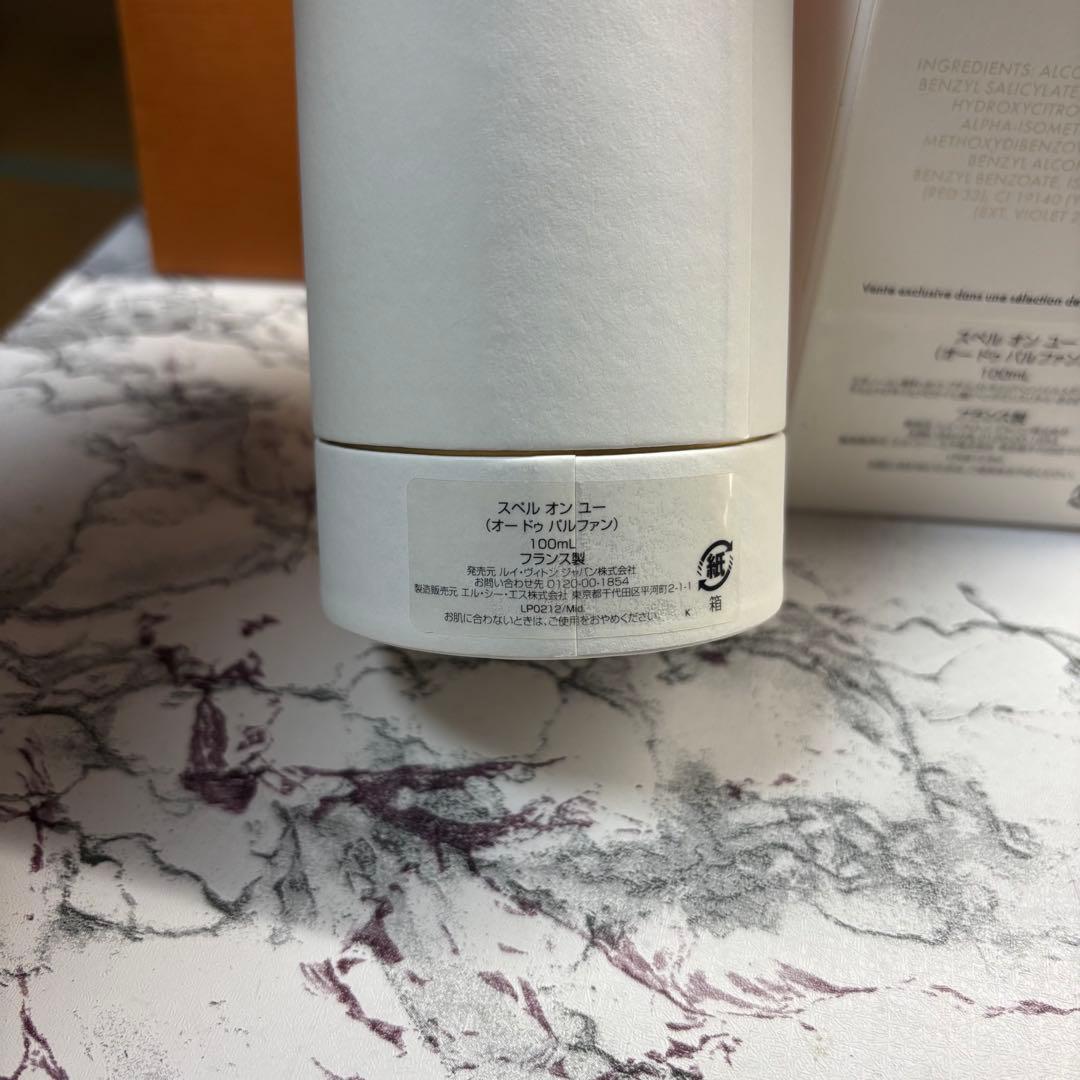 スペル オン ユー
(オー ドゥ パルファン)
100mL
フランス製
発売元 ルイ・ヴィトン ジャパン株式会社
お問い合わせ先 0120-00-1854
製造販売元 エル・シー・エス株式会社 東京都千代田区平河町2-1-1
LP0212/Mid.
お肌に合わないときは、ご使用をおやめください。
K
紙
箱
INGREDIENTS: ALCO
BENZYL SALICYLATE
HYDROXYCITRO
ALPHA-ISOMET
METHOXYDIBENZO
BENZYL ALCO
BENZYL BENZOATE, IS
(RED 33), CI 19140 (Y
(EXT. VIOLET 2
Vente exclusive dans une sélection de
スペル オン ユー
(オー ドゥ パルファン
100mL
フランス製